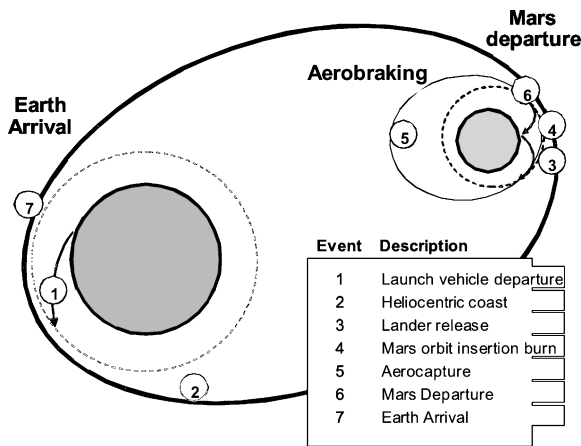 Mars
departure
Aerobraking
6
4
5
3
Earth
Arrival
7
1
2
Event Description
1 Launch vehicle departure
2 Heliocentric coast
3 Lander release
4 Mars orbit insertion burn
5 Aerocapture
6 Mars Departure
7 Earth Arrival